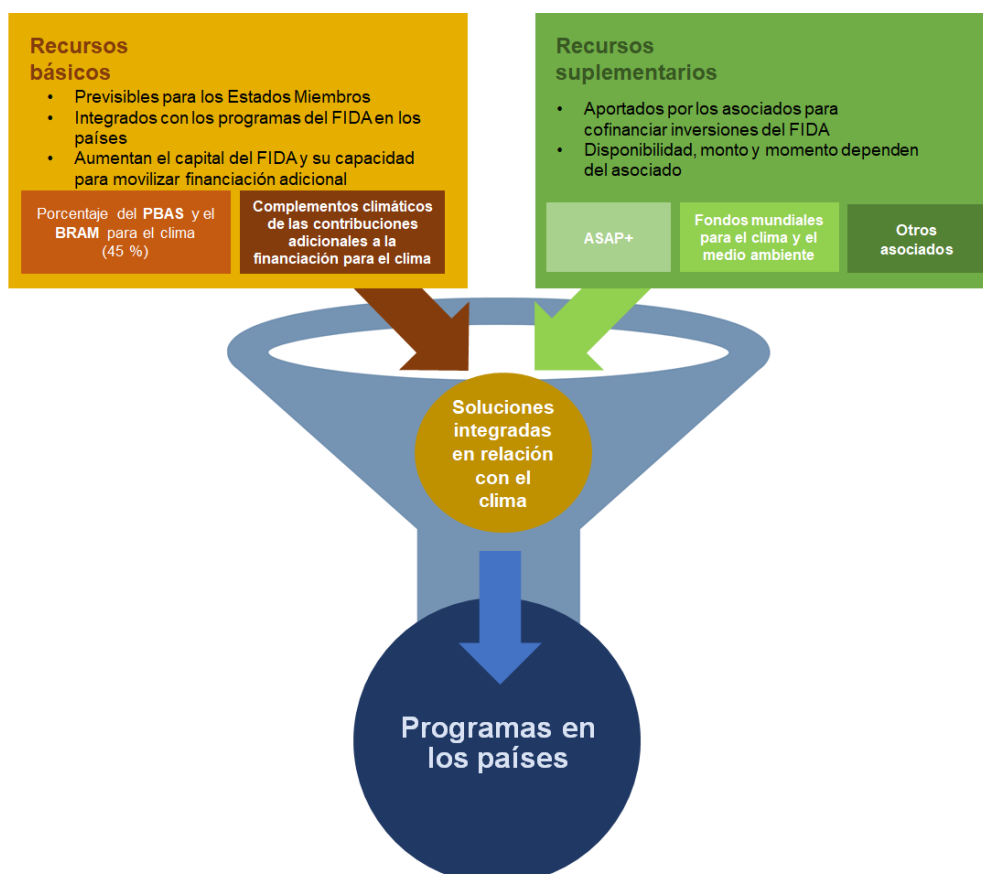 Recursos
básicos
• Previsibles para los Estados Miembros
• Integrados con los programas del FIDA en los
países
• Aumentan el capital del FIDA y su capacidad
para movilizar financiación adicional
Porcentaje del PBAS y el
BRAM para el clima
(45 %)
Complementos climáticos
de las contribuciones
adicionales a la
financiación para el clima
Recursos
suplementarios
• Aportados por los asociados para
cofinanciar inversiones del FIDA
• Disponibilidad, monto y momento dependen
del asociado
ASAP+
Fondos mundiales
para el clima y el
medio ambiente
Otros
asociados
Soluciones
integradas
en relación
con el
clima
Programas en
los países